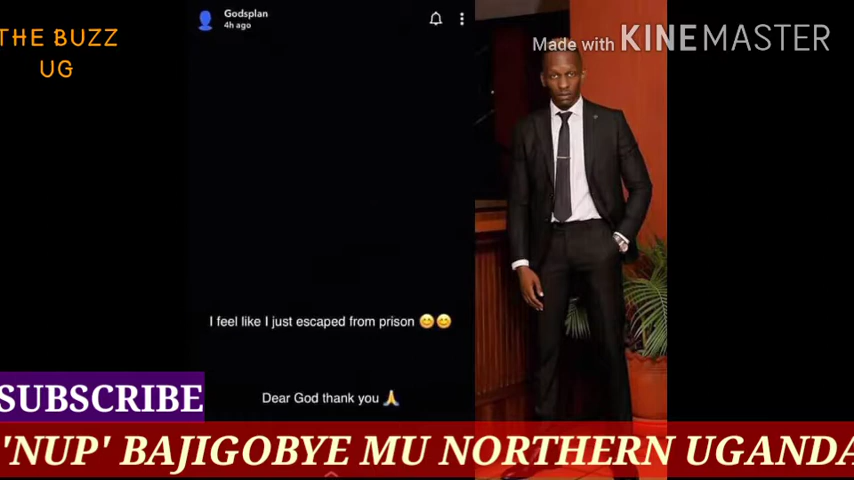 THE BUZZ
UG
Godsplan
4h ago
Made with KINEMASTER
I feel like I just escaped from prison 😊😊
Dear God thank you 🙏
SUBSCRIBE
'NUP' BAJIGOBYE MU NORTHERN UGANDA